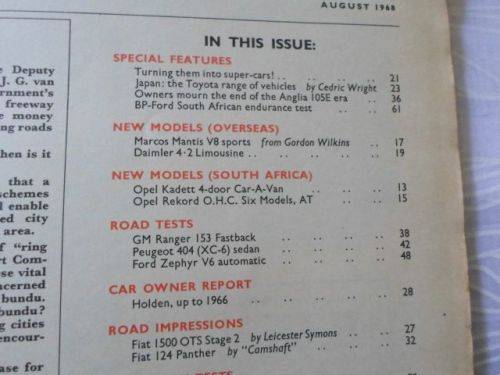 AUGUST 1968
e Deputy
J. G. van
ernment's
freeway
e money
ng roads
hen is it
that a
schemes
l enable
ed city
area.
f "ring
rt Com-
se vital
ncerned
bundu.
bundu?
g cities
encour-
ase for
IN THIS ISSUE:
SPECIAL FEATURES
Turning them into super-cars! .. .. .. .. 21
Japan: the Toyota range of vehicles by Cedric Wright 23
Owners mourn the end of the Anglia 105E era .. .. 36
BP-Ford South African endurance test .. .. .. 61
NEW MODELS (OVERSEAS)
Marcos Mantis V8 sports from Gordon Wilkins .. .. 17
Daimler 4·2 Limousine .. .. .. .. .. 19
NEW MODELS (SOUTH AFRICA)
Opel Kadett 4-door Car-A-Van .. .. .. 13
Opel Rekord O.H.C. Six Models, AT .. .. .. 15
ROAD TESTS
GM Ranger 153 Fastback .. .. .. .. 38
Peugeot 404 (XC-6) sedan .. .. .. .. 42
Ford Zephyr V6 automatic .. .. .. .. 48
CAR OWNER REPORT
Holden, up to 1966 .. .. .. .. .. 28
ROAD IMPRESSIONS
Fiat 1500 OTS Stage 2 by Leicester Symons .. .. 27
Fiat 124 Panther by "Camshaft" .. .. .. 32
TESTS